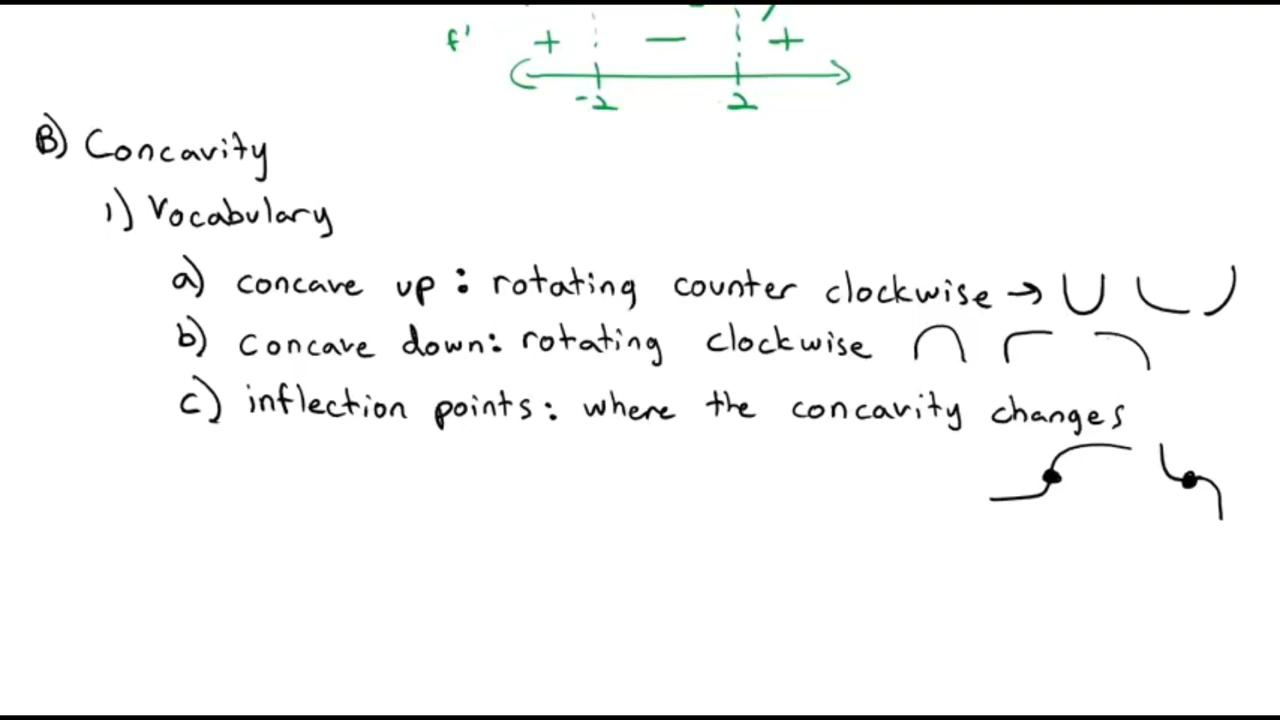 f' + − +
-2 2
B) Concavity
1) Vocabulary
a) concave up: rotating counter clockwise →
b) concave down: rotating clockwise
c) inflection points: where the concavity changes